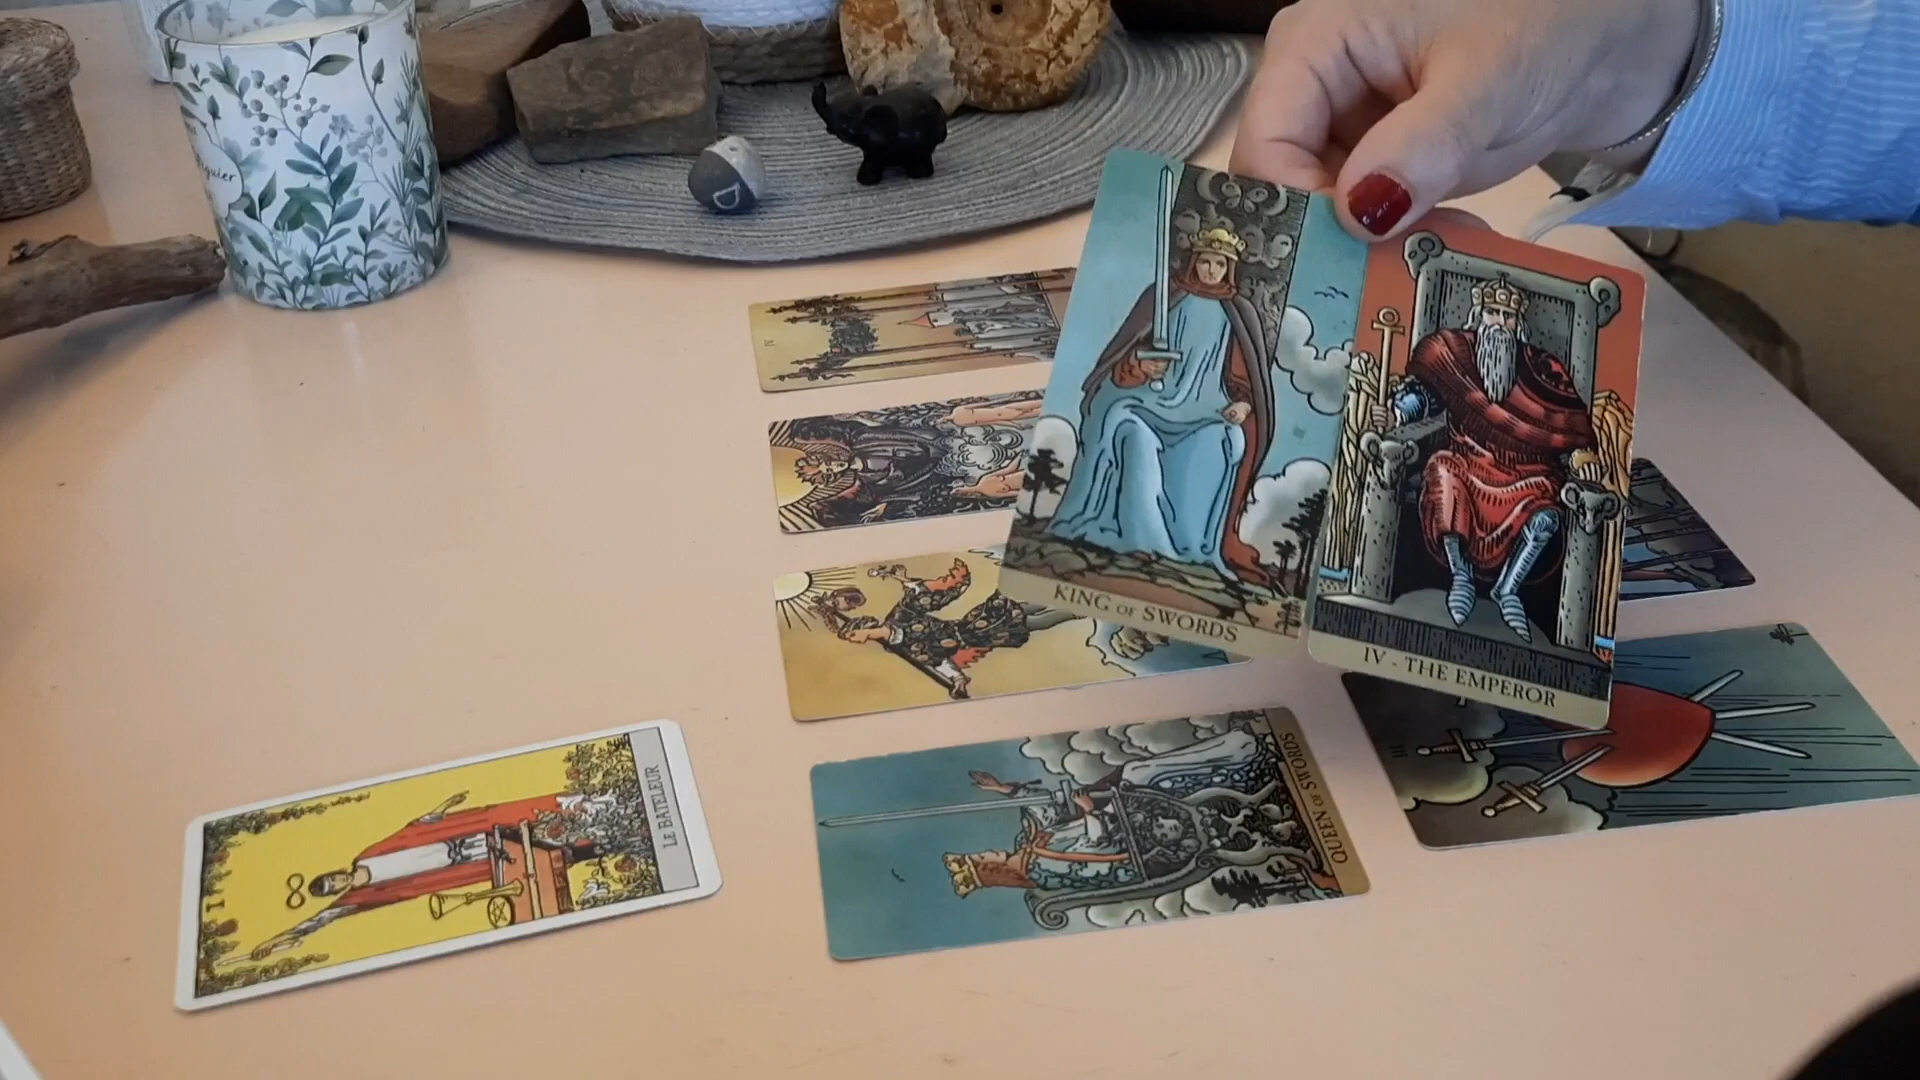 KING OF SWORDS
IV - THE EMPEROR
IV
III
QUEEN OF SWORDS
I
LE BATELEUR
D